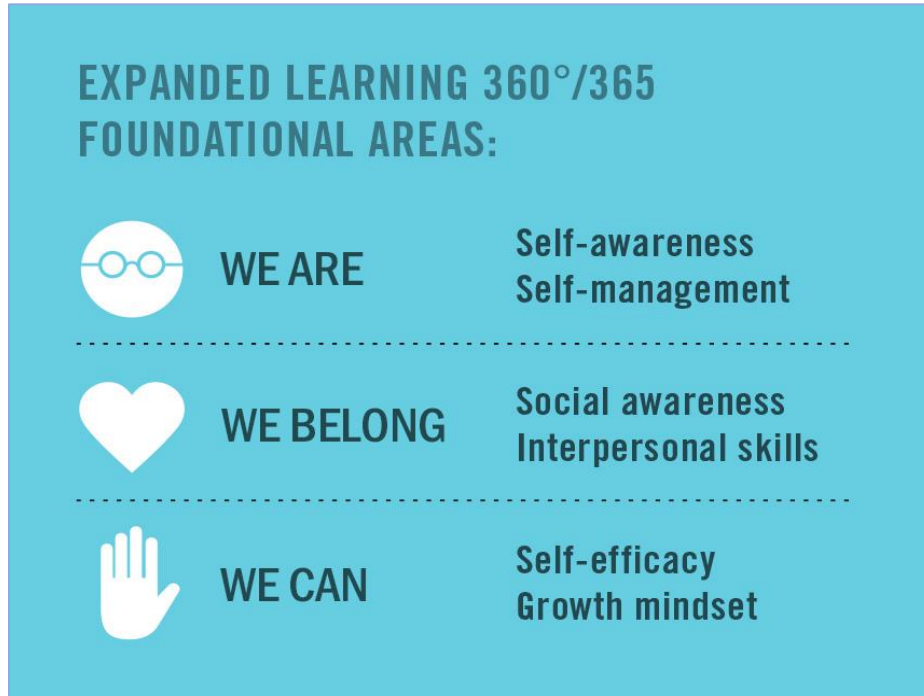 EXPANDED LEARNING 360°/365
FOUNDATIONAL AREAS:
WE ARE
Self-awareness
Self-management
WE BELONG
Social awareness
Interpersonal skills
WE CAN
Self-efficacy
Growth mindset